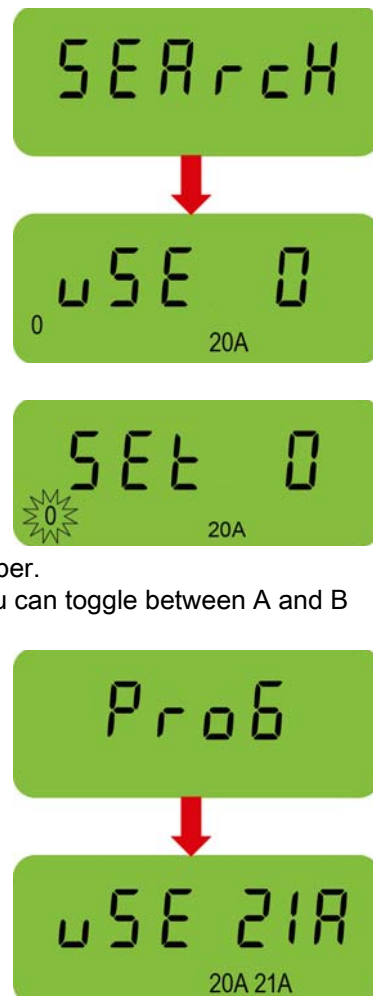 SEArcH
uSE 0
0
20A
SEt 0
0
20A
ber.
u can toggle between A and B
ProG
uSE 21A
20A 21A